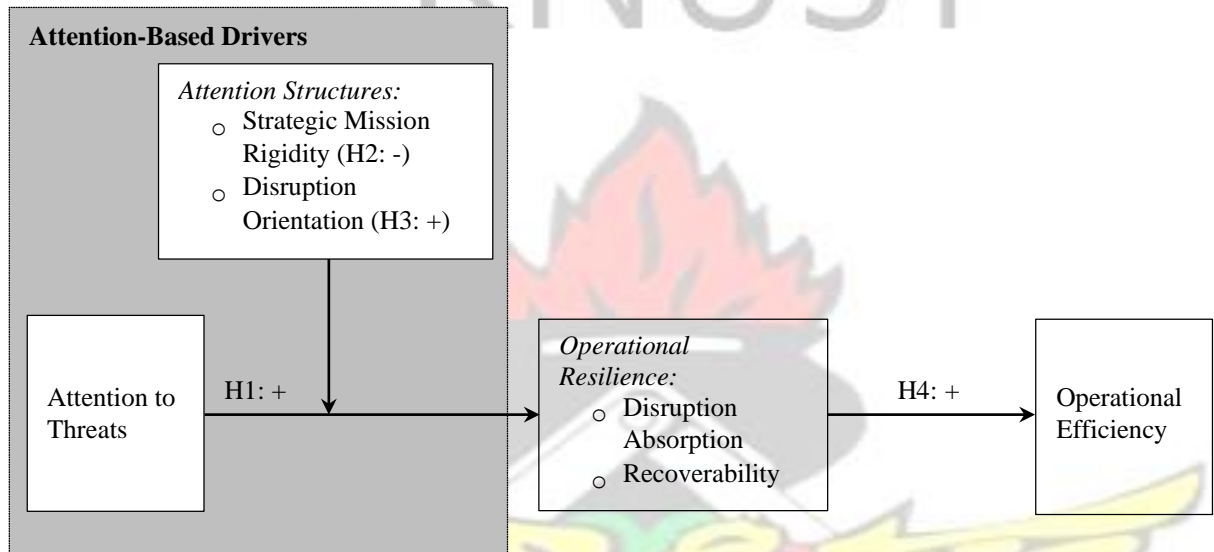 KNUST
Attention-Based Drivers
Attention Structures:
○ Strategic Mission
Rigidity (H2: -)
○ Disruption
Orientation (H3: +)
Attention to
Threats
H1: +
Operational
Resilience:
○ Disruption
Absorption
○ Recoverability
H4: +
Operational
Efficiency